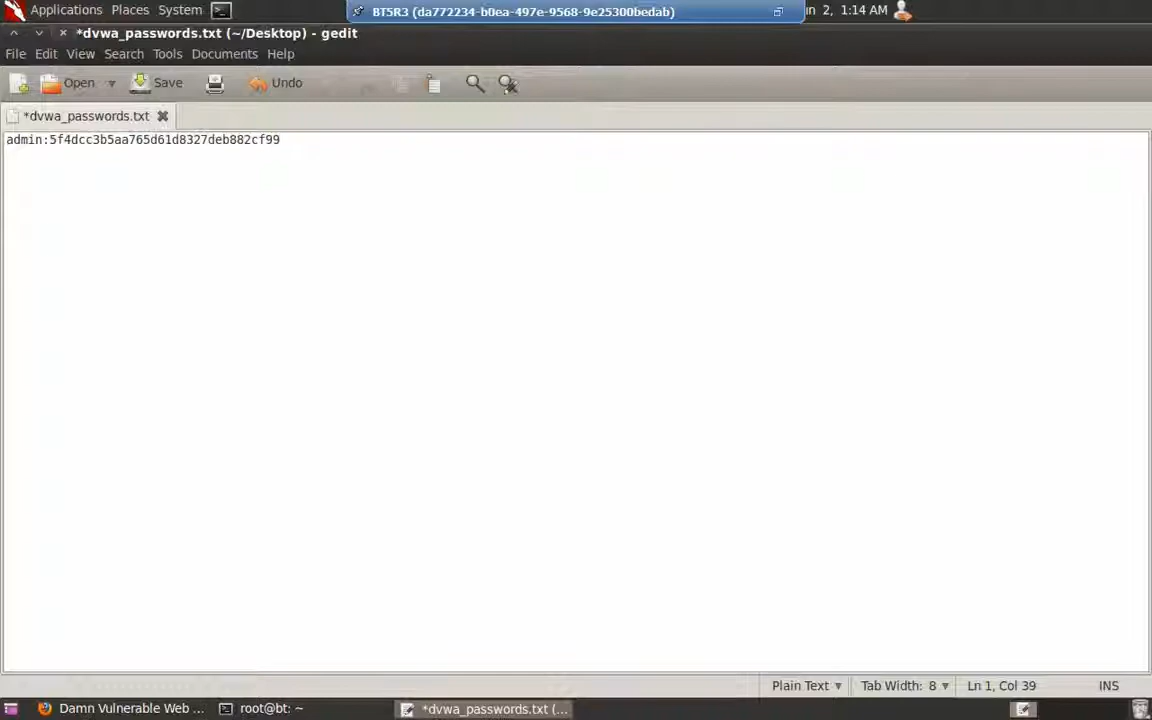 Applications Places System BT5R3 (da772234-b0ea-497e-9568-9e25300bedab) in 2, 1:14 AM
*dvwa_passwords.txt (~/Desktop) - gedit
File Edit View Search Tools Documents Help
Open Save Undo
*dvwa_passwords.txt
admin:5f4dcc3b5aa765d61d8327deb882cf99
Plain Text Tab Width: 8 Ln 1, Col 39 INS
Damn Vulnerable Web ... root@bt: ~ *dvwa_passwords.txt (...